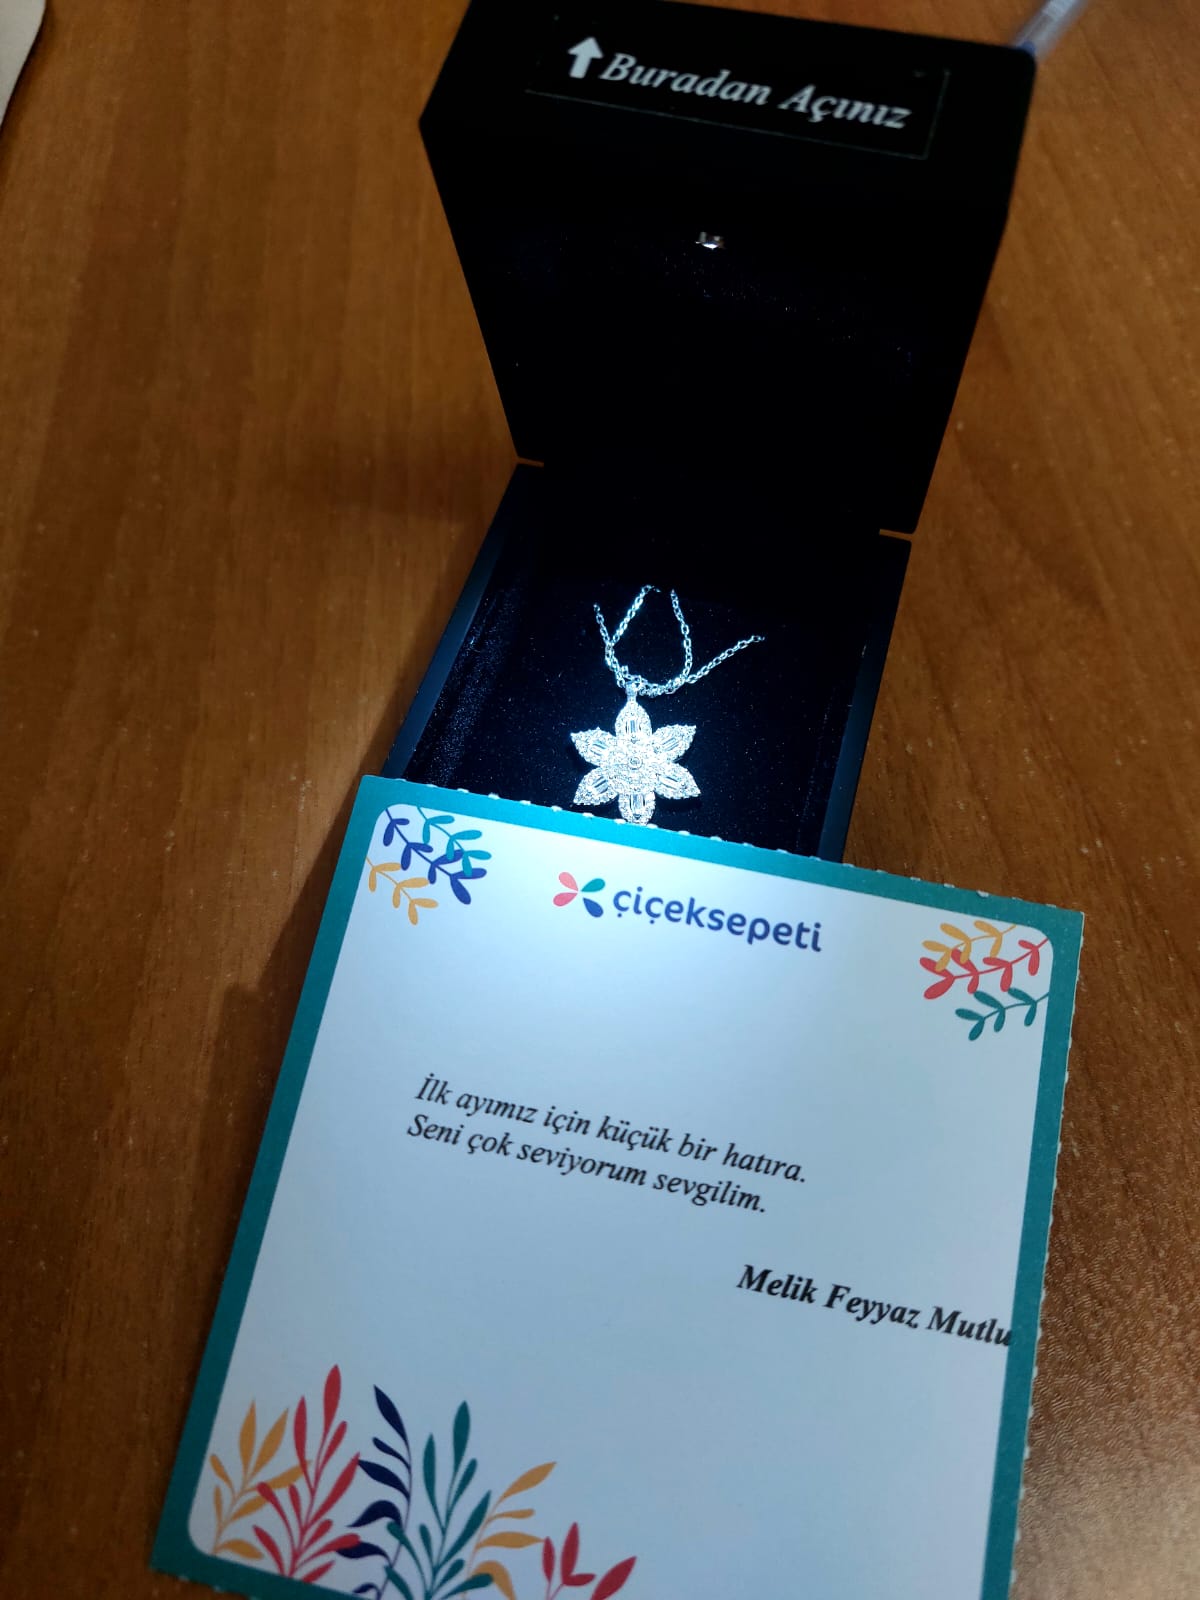 Buradan Açınız
çiçeksepeti
İlk ayımız için küçük bir hatıra.
Seni çok seviyorum sevgilim.
Melik Feyyaz Mutlu